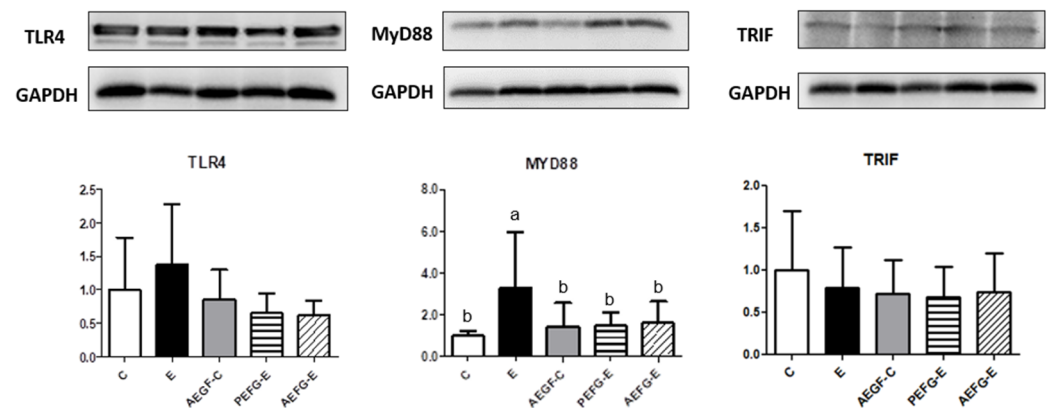 TLR4
GAPDH
MyD88
GAPDH
TRIF
GAPDH
TLR4
2.5
2.0
1.5
1.0
0.5
0.0
C
E
AEGF-C
PEFG-E
AEFG-E
MYD88
8.0
6.0
4.0
2.0
0.0
b
a
b
b
b
C
E
AEGF-C
PEFG-E
AEFG-E
TRIF
2.0
1.5
1.0
0.5
0.0
C
E
AEGF-C
PEFG-E
AEFG-E